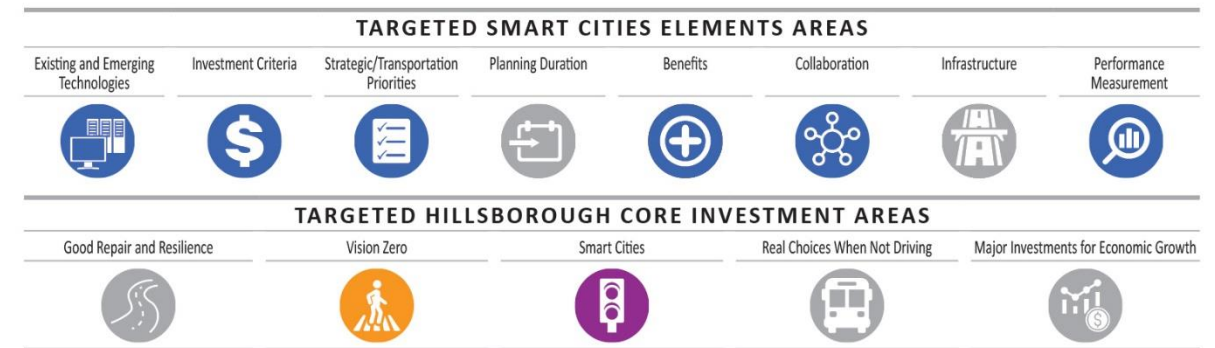 TARGETED SMART CITIES ELEMENTS AREAS
Existing and Emerging
Technologies
Investment Criteria
Strategic/Transportation
Priorities
Planning Duration
Benefits
Collaboration
Infrastructure
Performance
Measurement
$
TARGETED HILLSBOROUGH CORE INVESTMENT AREAS
Good Repair and Resilience
Vision Zero
Smart Cities
Real Choices When Not Driving
Major Investments for Economic Growth
$